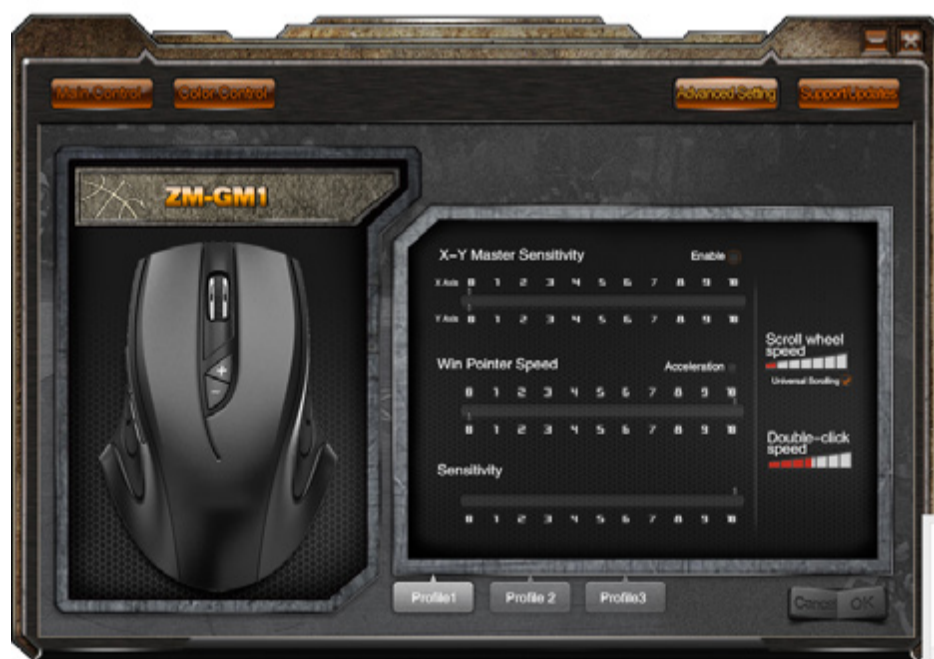 Main Control Color Control Advanced Setting Support/Updates
ZM-GM1
X-Y Master Sensitivity Enable
X Axis 0 1 2 3 4 5 6 7 8 9 10
Y Axis 0 1 2 3 4 5 6 7 8 9 10
Scroll wheel
speed
Universal Scrolling
Win Pointer Speed Acceleration
0 1 2 3 4 5 6 7 8 9 10
0 1 2 3 4 5 6 7 8 9 10
Double-click
speed
Sensitivity
0 1 2 3 4 5 6 7 8 9 10
Profile1 Profile 2 Profile3
Cancel OK